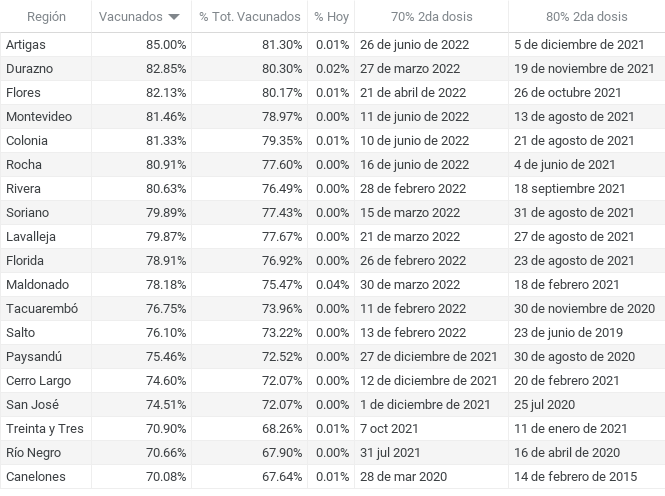 Región Vacunados % Tot. Vacunados % Hoy 70% 2da dosis 80% 2da dosis
Artigas 85.00% 81.30% 0.01% 26 de junio de 2022 5 de diciembre de 2021
Durazno 82.85% 80.30% 0.02% 27 de marzo 2022 19 de noviembre de 2021
Flores 82.13% 80.17% 0.01% 21 de abril de 2022 26 de octubre 2021
Montevideo 81.46% 78.97% 0.00% 11 de junio de 2022 13 de agosto de 2021
Colonia 81.33% 79.35% 0.01% 10 de junio de 2022 21 de agosto de 2021
Rocha 80.91% 77.60% 0.00% 16 de junio de 2022 4 de junio de 2021
Rivera 80.63% 76.49% 0.00% 28 de febrero 2022 18 septiembre de 2021
Soriano 79.89% 77.43% 0.00% 15 de marzo 2022 31 de agosto de 2021
Lavalleja 79.87% 77.67% 0.00% 21 de marzo 2022 27 de agosto de 2021
Florida 78.91% 76.92% 0.00% 26 de febrero 2022 23 de agosto de 2021
Maldonado 78.18% 75.47% 0.04% 30 de marzo 2022 18 de febrero 2021
Tacuarembó 76.75% 73.96% 0.00% 11 de febrero 2022 30 de noviembre de 2020
Salto 76.10% 73.22% 0.00% 13 de febrero 2022 23 de junio de 2019
Paysandú 75.46% 72.52% 0.00% 27 de diciembre de 2021 30 de agosto de 2020
Cerro Largo 74.60% 72.07% 0.00% 12 de diciembre de 2021 20 de febrero 2021
San José 74.51% 72.07% 0.00% 1 de diciembre de 2021 25 jul 2020
Treinta y Tres 70.90% 68.26% 0.01% 7 oct 2021 11 de enero de 2021
Río Negro 70.66% 67.90% 0.00% 31 jul 2021 16 de abril de 2020
Canelones 70.08% 67.64% 0.01% 28 de mar 2020 14 de febrero de 2015